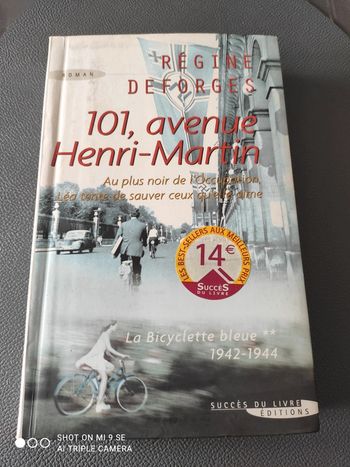 ROMAN
RÉGINE
DEFORGES
101, avenue
Henri-Martin
Au plus noir de l'Occupation,
Léa tente de sauver ceux qu'elle aime
LES BEST-SELLERS AUX MEILLEURS PRIX
14€
SUCCÈS
DU LIVRE
La Bicyclette bleue **
1942-1944
SUCCÈS DU LIVRE
ÉDITIONS
SHOT ON MI 9 SE
AI TRIPLE CAMERA